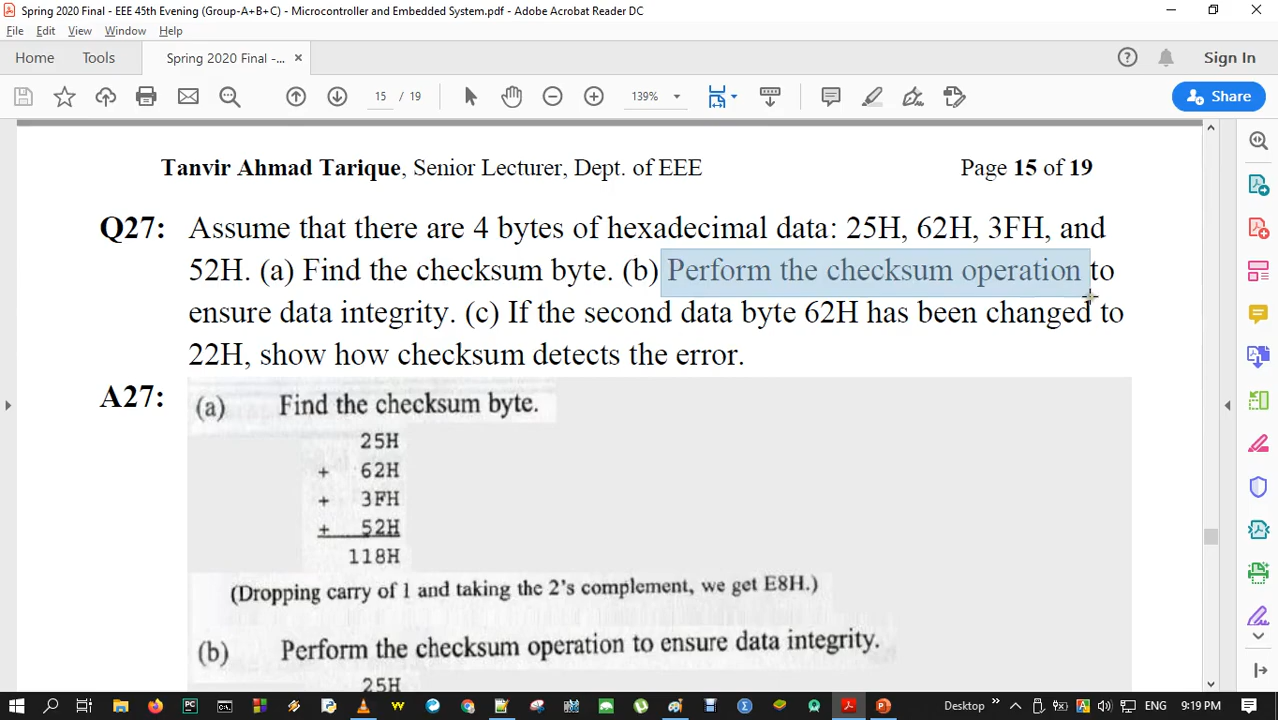 Spring 2020 Final - EEE 45th Evening (Group-A+B+C) - Microcontroller and Embedded System.pdf - Adobe Acrobat Reader DC
File Edit View Window Help
Home Tools Spring 2020 Final -... × Sign In
15 / 19 139% Share
Tanvir Ahmad Tarique, Senior Lecturer, Dept. of EEE Page 15 of 19
Q27: Assume that there are 4 bytes of hexadecimal data: 25H, 62H, 3FH, and
52H. (a) Find the checksum byte. (b) Perform the checksum operation to
ensure data integrity. (c) If the second data byte 62H has been changed to
22H, show how checksum detects the error.
A27: (a) Find the checksum byte.
25H
+ 62H
+ 3FH
+ 52H
118H
(Dropping carry of 1 and taking the 2's complement, we get E8H.)
(b) Perform the checksum operation to ensure data integrity.
25H
Desktop » ENG 9:19 PM